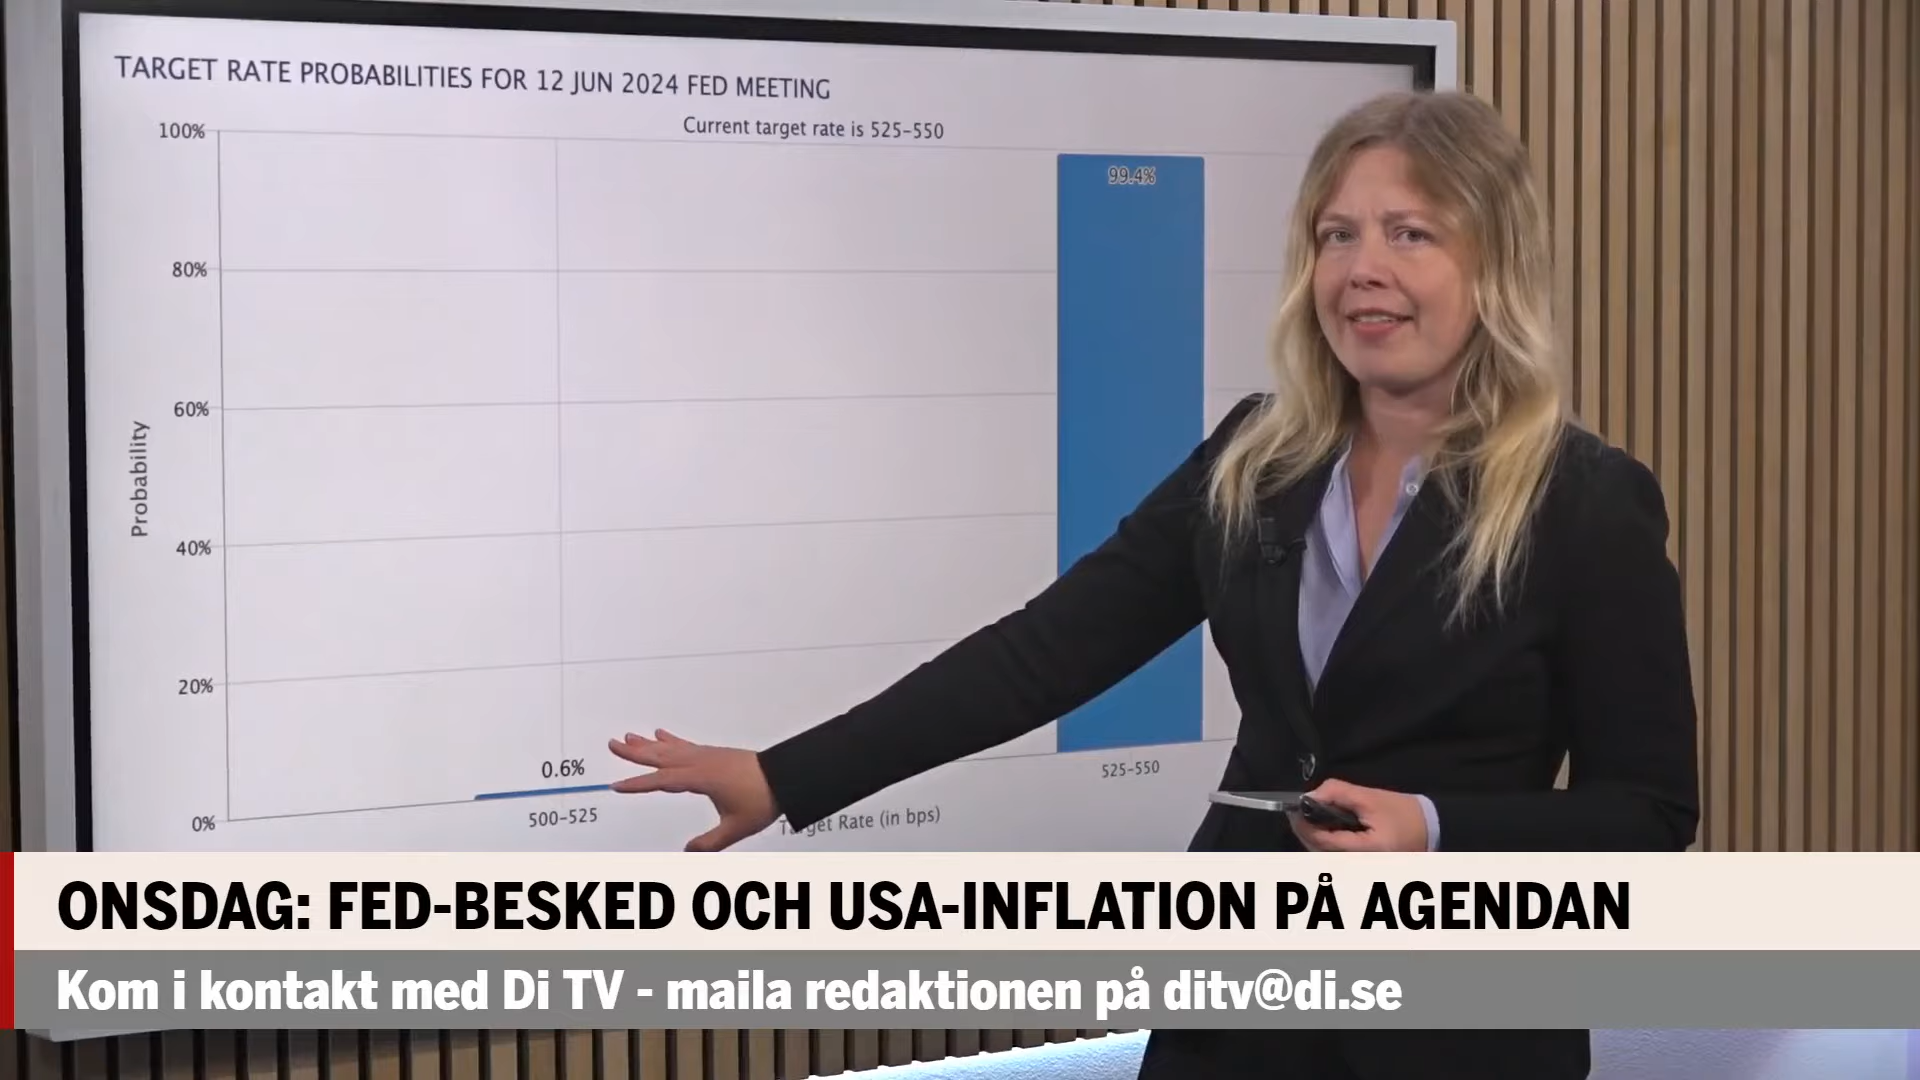 TARGET RATE PROBABILITIES FOR 12 JUN 2024 FED MEETING
Current target rate is 525-550
100%
80%
60%
40%
20%
0%
Probability
99.4%
0.6%
500-525
525-550
Target Rate (in bps)
ONSDAG: FED-BESKED OCH USA-INFLATION PÅ AGENDAN
Kom i kontakt med Di TV - maila redaktionen på ditv@di.se